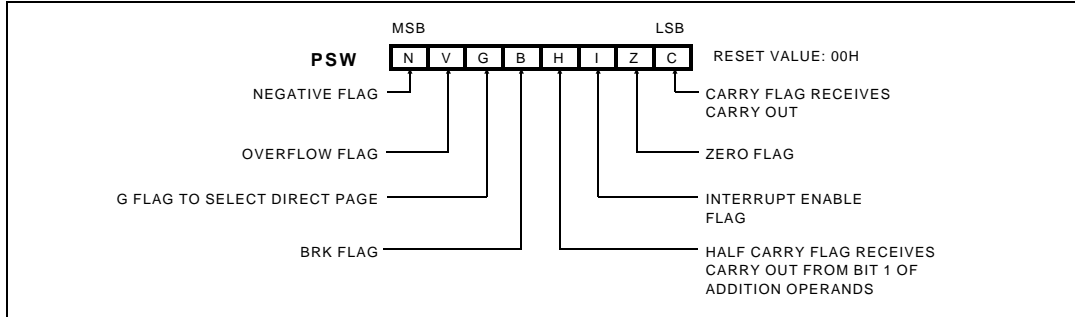 MSB LSB
PSW N V G B H I Z C RESET VALUE: 00H
NEGATIVE FLAG
CARRY FLAG RECEIVES
CARRY OUT
OVERFLOW FLAG
ZERO FLAG
G FLAG TO SELECT DIRECT PAGE
INTERRUPT ENABLE
FLAG
BRK FLAG
HALF CARRY FLAG RECEIVES
CARRY OUT FROM BIT 1 OF
ADDITION OPERANDS